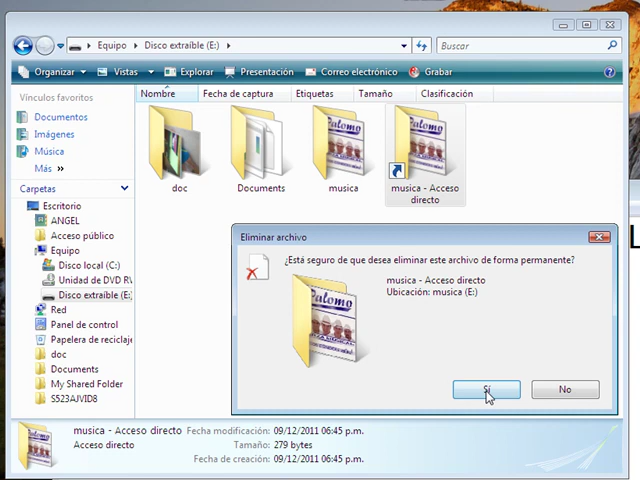 Equipo ▸ Disco extraíble (E:) ▸
Buscar
Organizar Vistas Explorar Presentación Correo electrónico Grabar
Vínculos favoritos
Documentos
Imágenes
Música
Más »
Nombre Fecha de captura Etiquetas Tamaño Clasificación
doc
Documents
musica
musica - Acceso
directo
Palomo
Palomo
Carpetas
Escritorio
ANGEL
Acceso público
Equipo
Disco local (C:)
Unidad de DVD RW
Disco extraíble (E:
Red
Panel de control
Papelera de reciclaje
doc
Documents
My Shared Folder
S523AJVID8
Eliminar archivo
¿Está seguro de que desea eliminar este archivo de forma permanente?
musica - Acceso directo
Ubicación: musica (E:)
Palomo
Sí
No
L
musica - Acceso directo Fecha modificación: 09/12/2011 06:45 p.m.
Acceso directo Tamaño: 279 bytes
Fecha de creación: 09/12/2011 06:45 p.m.